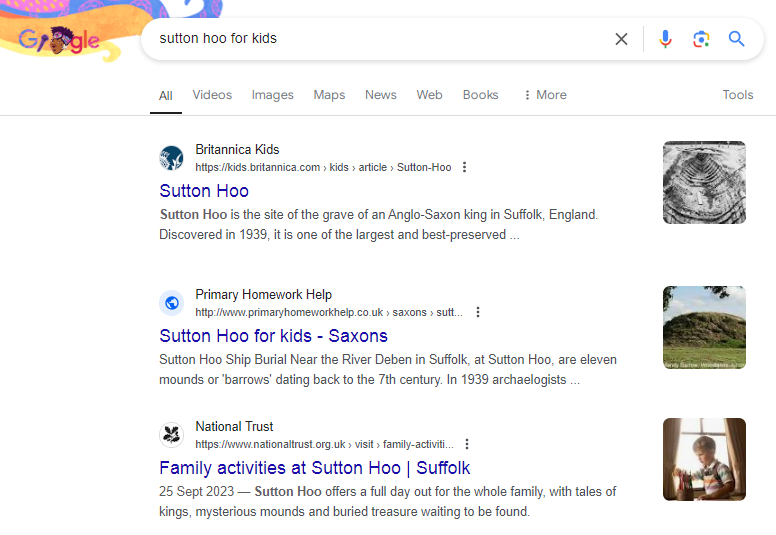 Google
sutton hoo for kids
All Videos Images Maps News Web Books More Tools
Britannica Kids
https://kids.britannica.com › kids › article › Sutton-Hoo
Sutton Hoo
Sutton Hoo is the site of the grave of an Anglo-Saxon king in Suffolk, England.
Discovered in 1939, it is one of the largest and best-preserved ...
Primary Homework Help
http://www.primaryhomeworkhelp.co.uk › saxons › sutt...
Sutton Hoo for kids - Saxons
Sutton Hoo Ship Burial Near the River Deben in Suffolk, at Sutton Hoo, are eleven
mounds or 'barrows' dating back to the 7th century. In 1939 archaelogists ...
National Trust
https://www.nationaltrust.org.uk › visit › family-activiti...
Family activities at Sutton Hoo | Suffolk
25 Sept 2023 — Sutton Hoo offers a full day out for the whole family, with tales of
kings, mysterious mounds and buried treasure waiting to be found.